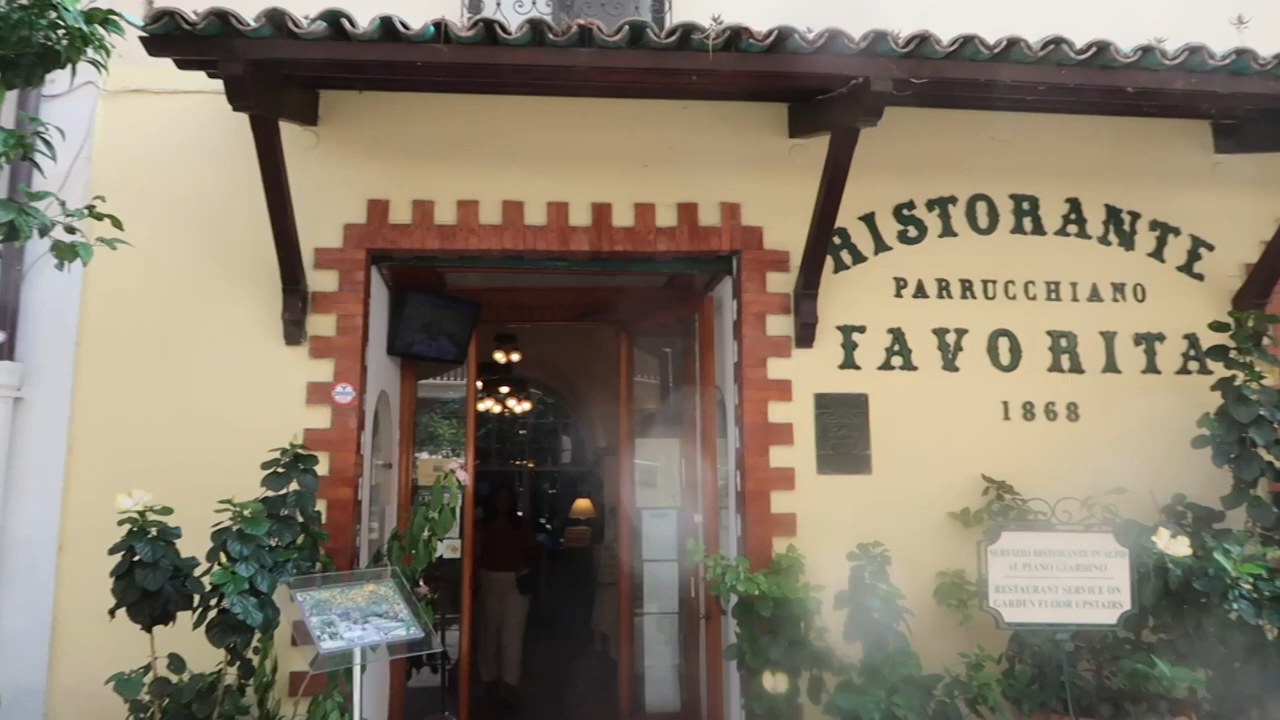 RISTORANTE
PARRUCCHIANO
FAVORITA
1868
SERVIZIO RISTORANTE IN ALTO
AL PIANO GIARDINO
RESTAURANT SERVICE ON
GARDEN FLOOR UPSTAIRS